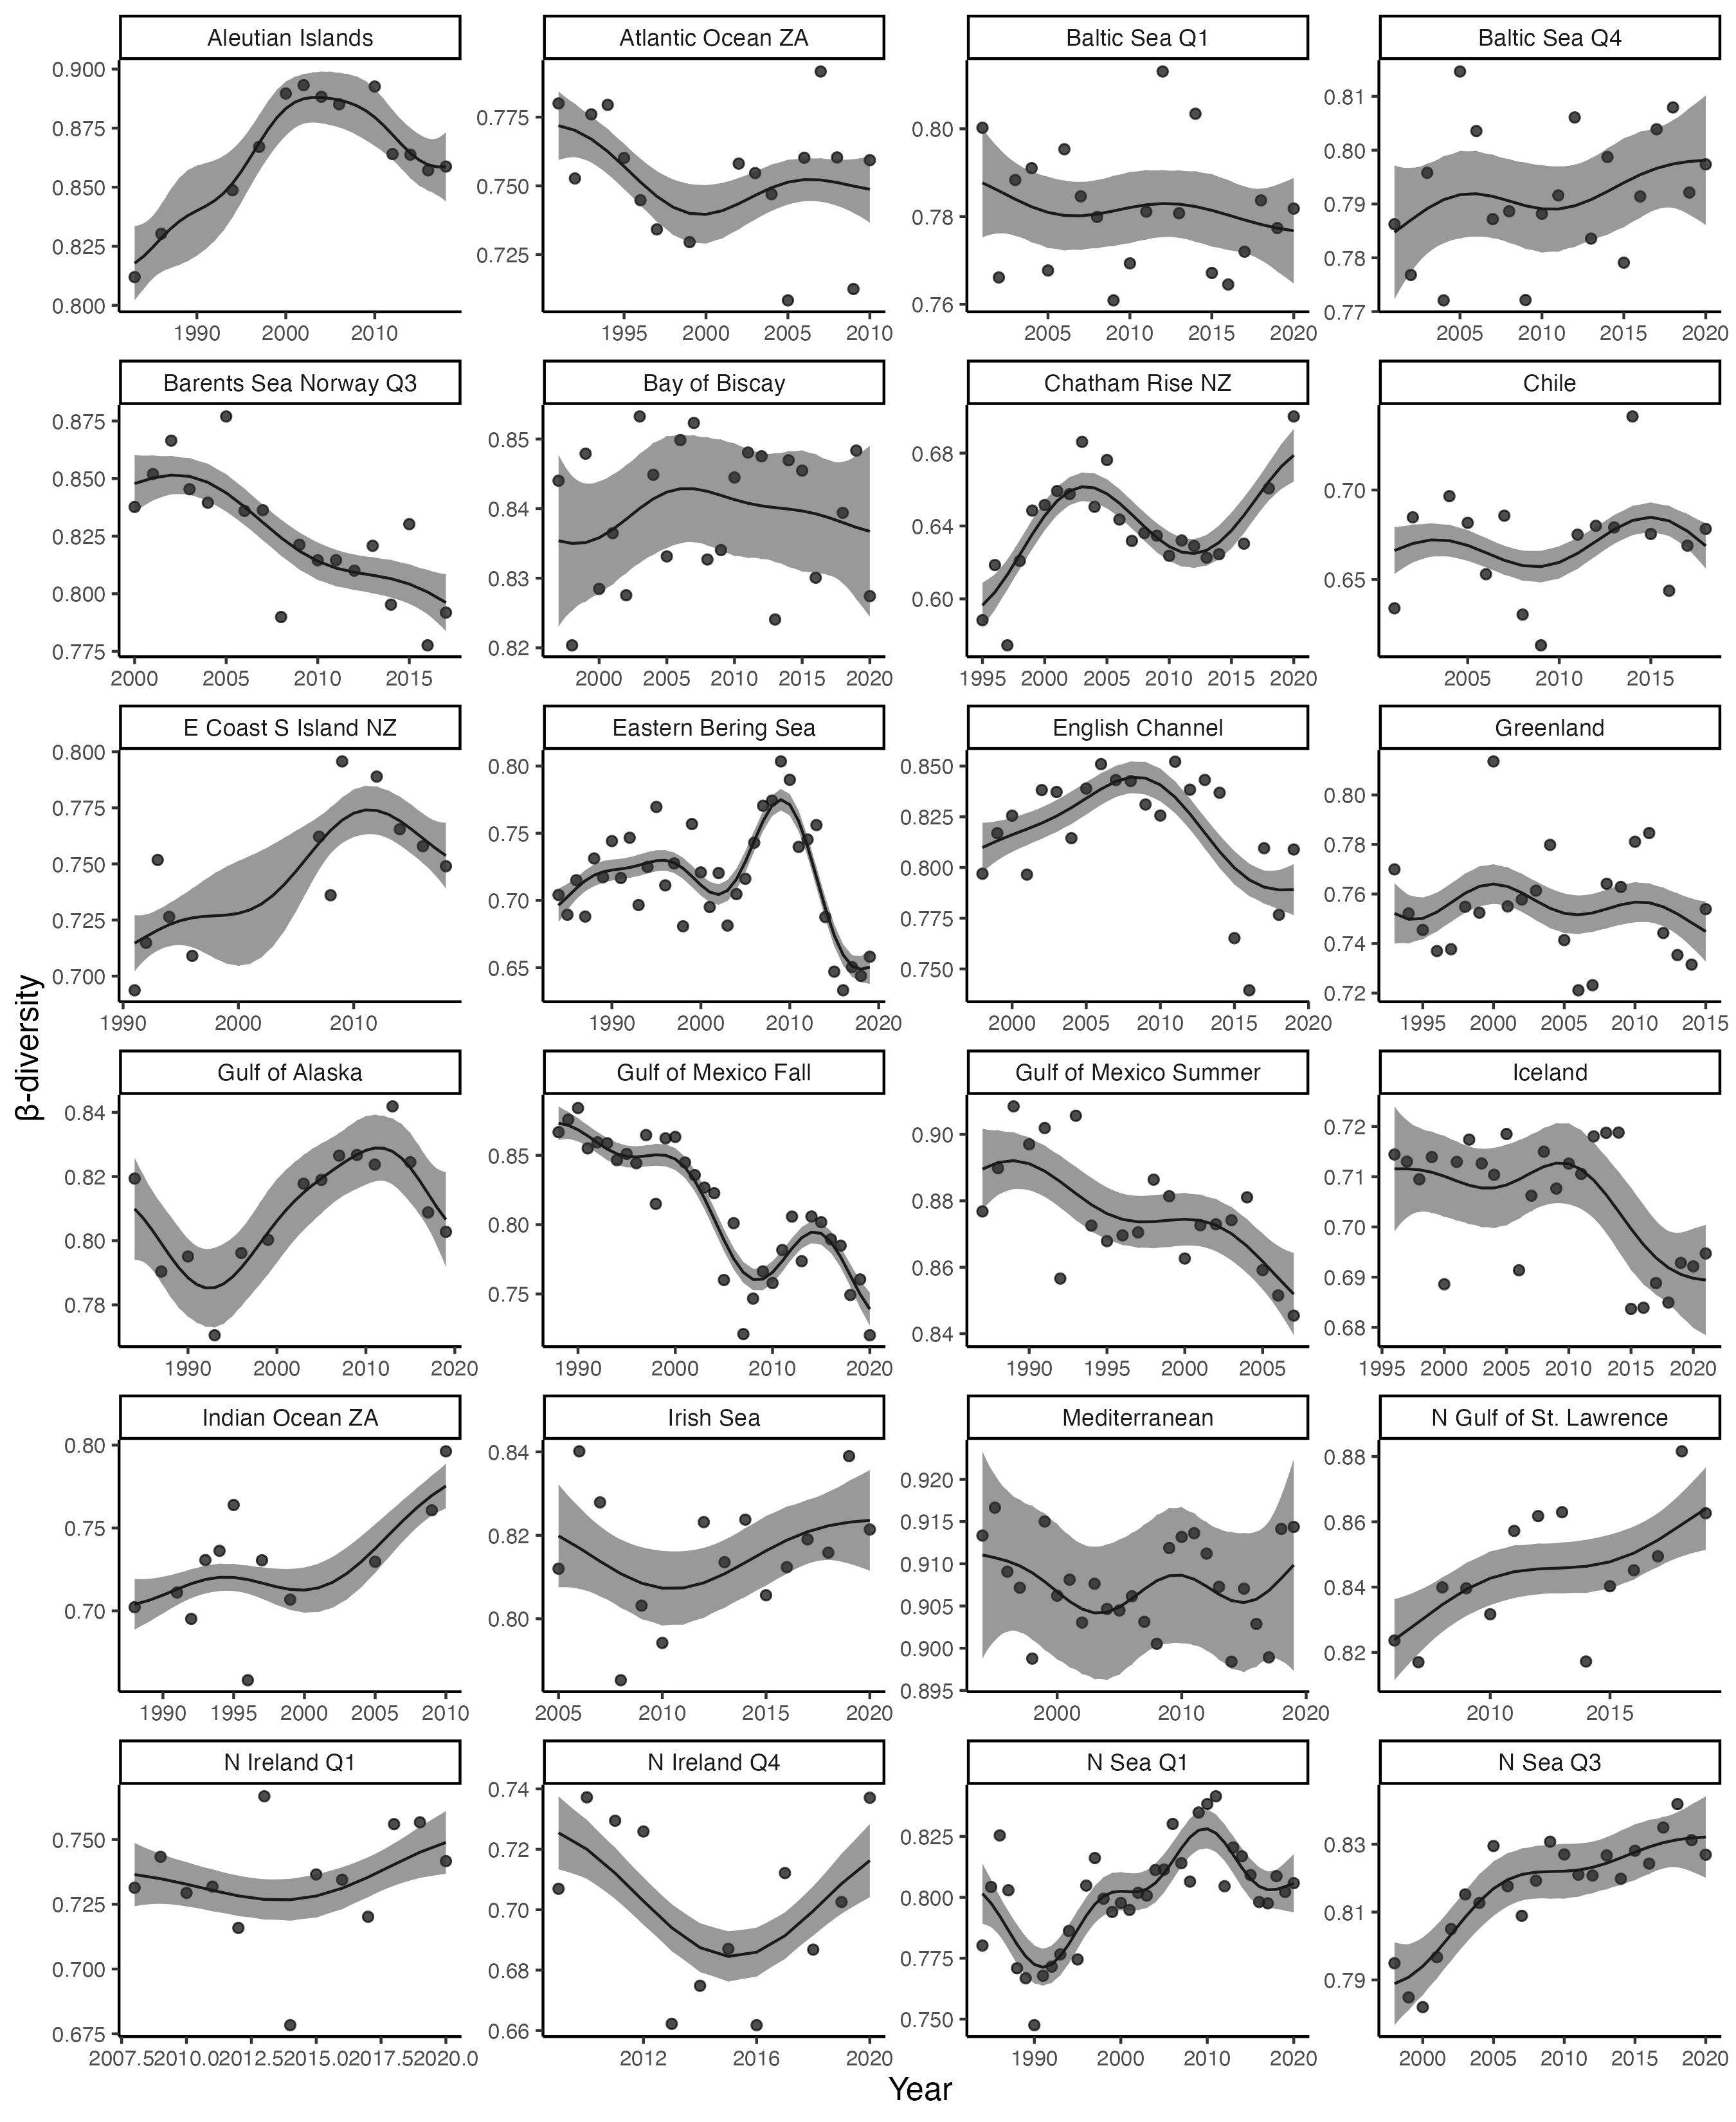 Aleutian Islands
Atlantic Ocean ZA
Baltic Sea Q1
Baltic Sea Q4
0.900
0.875
0.850
0.825
0.800
0.775
0.750
0.725
0.80
0.78
0.76
0.81
0.80
0.79
0.78
0.77
1990 2000 2010
1995 2000 2005 2010
2005 2010 2015 2020
2005 2010 2015 2020
Barents Sea Norway Q3
Bay of Biscay
Chatham Rise NZ
Chile
0.875
0.850
0.825
0.800
0.775
0.85
0.84
0.83
0.82
0.68
0.64
0.60
0.70
0.65
2000 2005 2010 2015
2000 2005 2010 2015 2020
1995 2000 2005 2010 2015 2020
2005 2010 2015
E Coast S Island NZ
Eastern Bering Sea
English Channel
Greenland
0.800
0.775
0.750
0.725
0.700
0.80
0.75
0.70
0.65
0.850
0.825
0.800
0.775
0.750
0.80
0.78
0.76
0.74
0.72
1990 2000 2010
1990 2000 2010 2020
2000 2005 2010 2015 2020
1995 2000 2005 2010 2015
β-diversity
Gulf of Alaska
Gulf of Mexico Fall
Gulf of Mexico Summer
Iceland
0.84
0.82
0.80
0.78
0.85
0.80
0.75
0.90
0.88
0.86
0.84
0.72
0.71
0.70
0.69
0.68
1990 2000 2010 2020
1990 2000 2010 2020
1990 1995 2000 2005
1995 2000 2005 2010 2015 2020
Indian Ocean ZA
Irish Sea
Mediterranean
N Gulf of St. Lawrence
0.80
0.75
0.70
0.84
0.82
0.80
0.920
0.915
0.910
0.905
0.900
0.895
0.88
0.86
0.84
0.82
1990 1995 2000 2005 2010
2005 2010 2015 2020
2000 2010 2020
2010 2015
N Ireland Q1
N Ireland Q4
N Sea Q1
N Sea Q3
0.750
0.725
0.700
0.675
0.74
0.72
0.70
0.68
0.66
0.825
0.800
0.775
0.750
0.83
0.81
0.79
2007.5 2010.0 2012.5 2015.0 2017.5 2020.0
2012 2016 2020
1990 2000 2010 2020
2000 2005 2010 2015 2020
Year